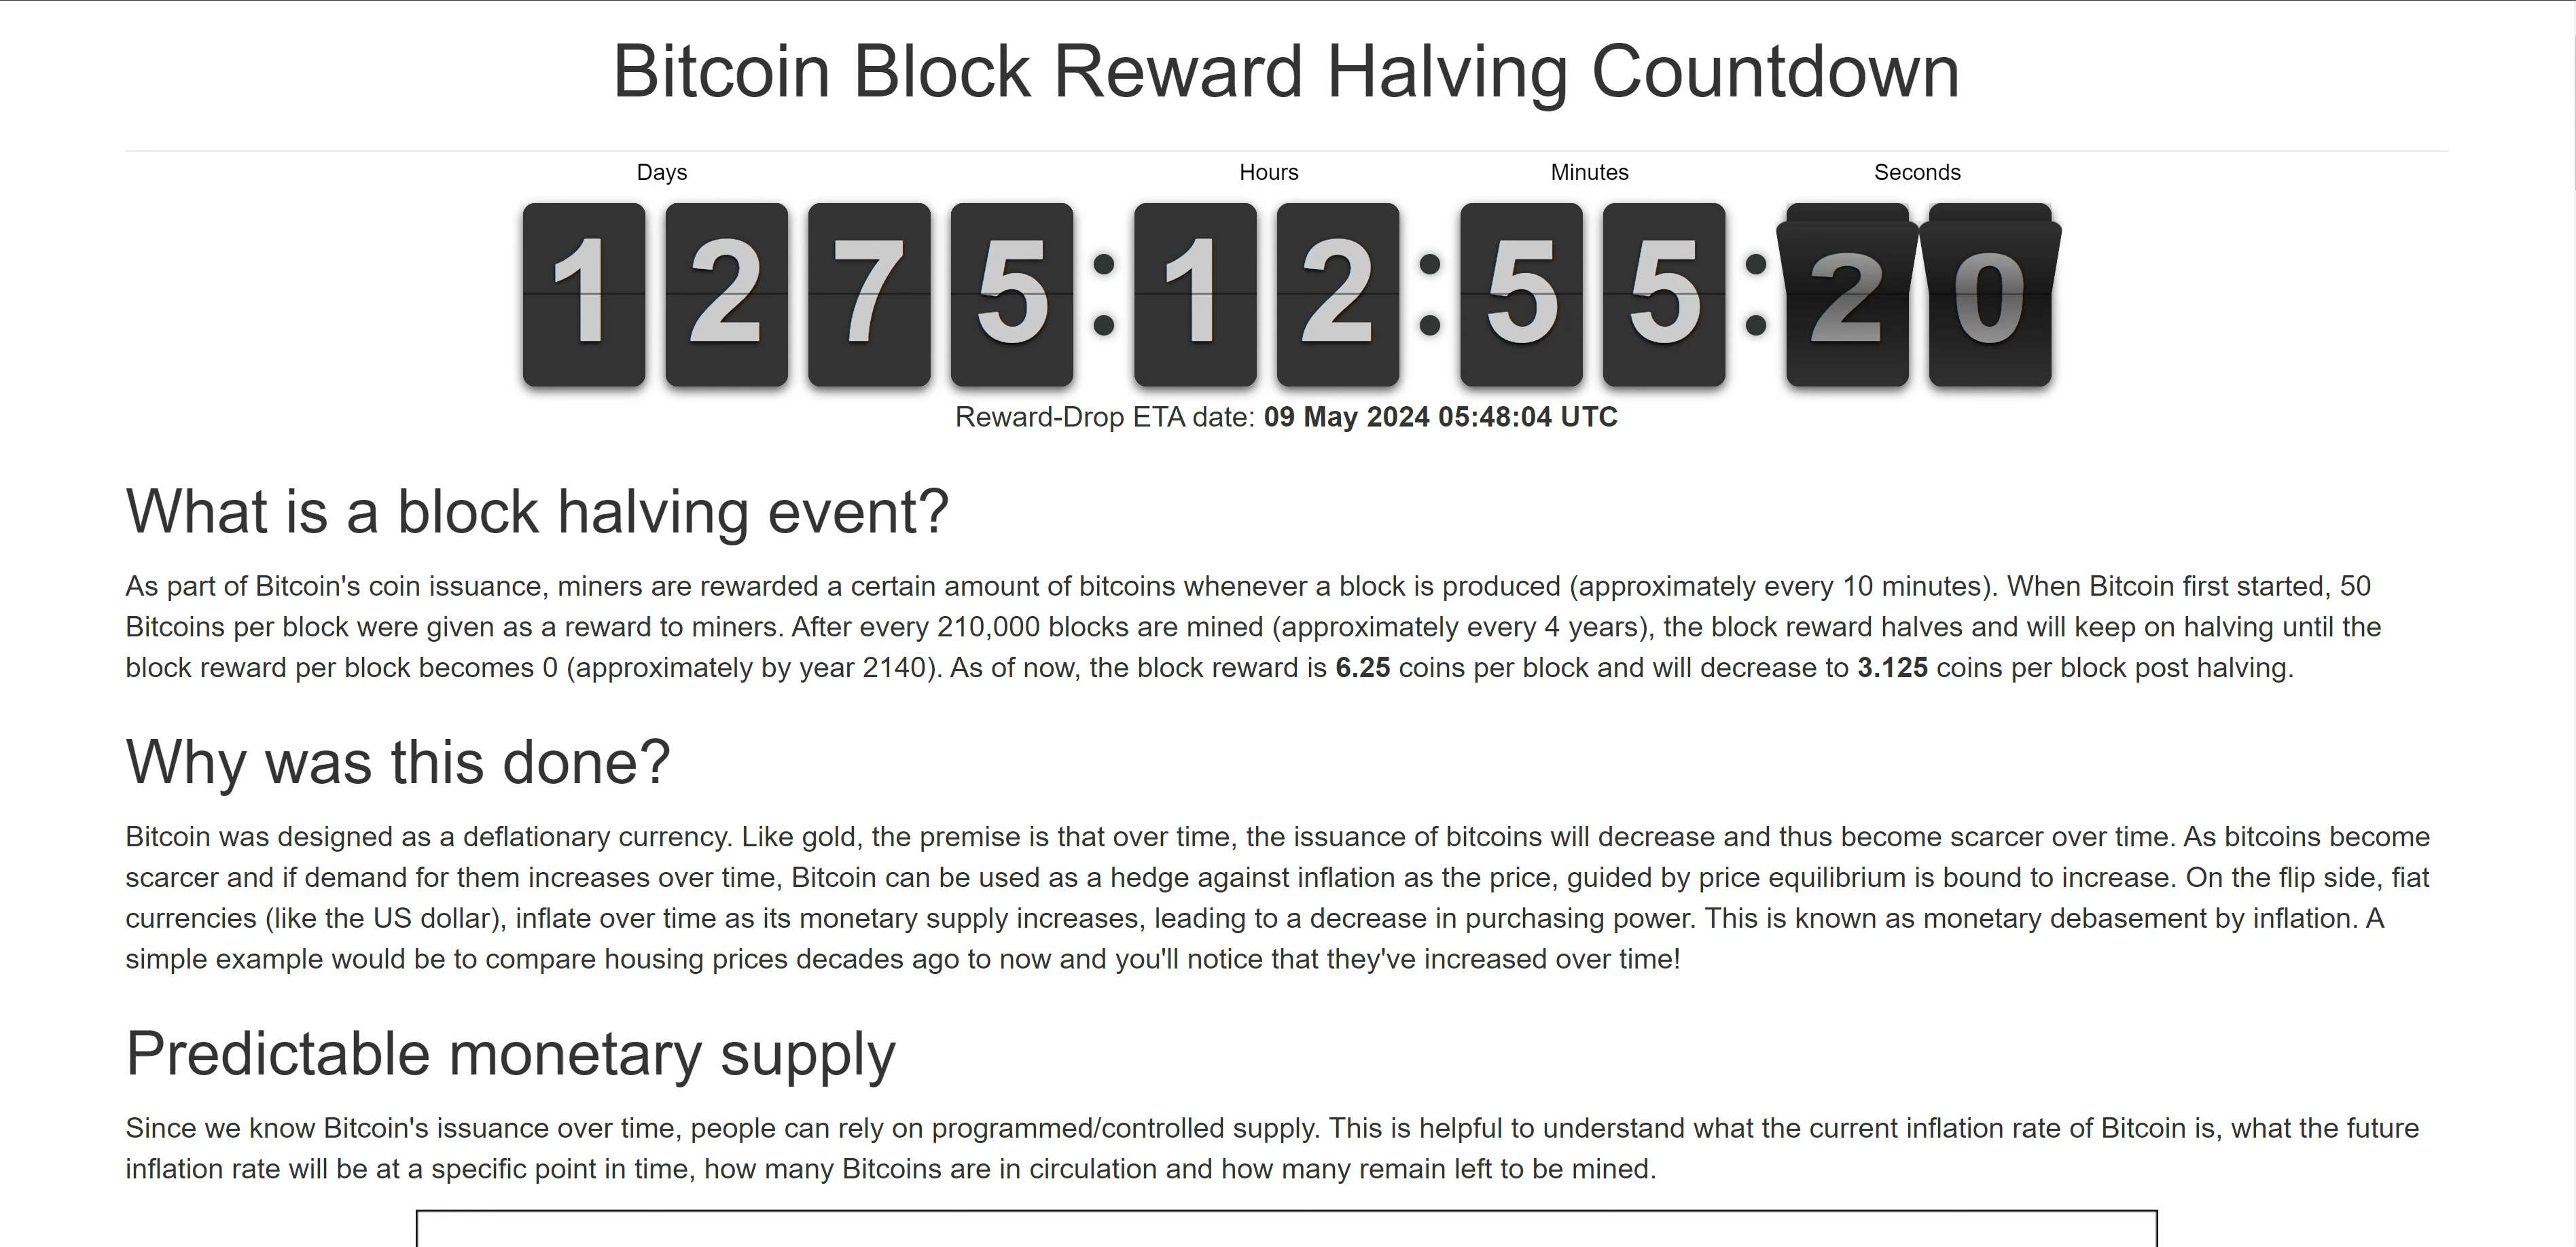 Bitcoin Block Reward Halving Countdown
Days Hours Minutes Seconds
1275:12:55:20
Reward-Drop ETA date: 09 May 2024 05:48:04 UTC
What is a block halving event?
As part of Bitcoin's coin issuance, miners are rewarded a certain amount of bitcoins whenever a block is produced (approximately every 10 minutes). When Bitcoin first started, 50
Bitcoins per block were given as a reward to miners. After every 210,000 blocks are mined (approximately every 4 years), the block reward halves and will keep on halving until the
block reward per block becomes 0 (approximately by year 2140). As of now, the block reward is 6.25 coins per block and will decrease to 3.125 coins per block post halving.
Why was this done?
Bitcoin was designed as a deflationary currency. Like gold, the premise is that over time, the issuance of bitcoins will decrease and thus become scarcer over time. As bitcoins become
scarcer and if demand for them increases over time, Bitcoin can be used as a hedge against inflation as the price, guided by price equilibrium is bound to increase. On the flip side, fiat
currencies (like the US dollar), inflate over time as its monetary supply increases, leading to a decrease in purchasing power. This is known as monetary debasement by inflation. A
simple example would be to compare housing prices decades ago to now and you'll notice that they've increased over time!
Predictable monetary supply
Since we know Bitcoin's issuance over time, people can rely on programmed/controlled supply. This is helpful to understand what the current inflation rate of Bitcoin is, what the future
inflation rate will be at a specific point in time, how many Bitcoins are in circulation and how many remain left to be mined.